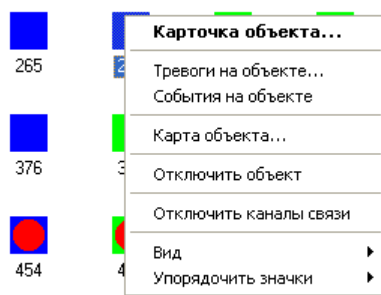 Карточка объекта...
265
Тревоги на объекте...
События на объекте
Карта объекта...
376
Отключить объект
Отключить каналы связи
Вид
454
Упорядочить значки